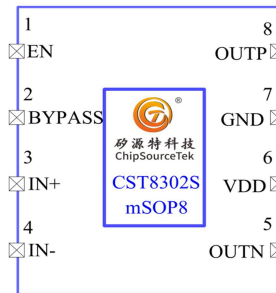 1
EN
8
OUTP
2
BYPASS
7
GND
®
矽源特科技
ChipSourceTek
CST8302S
mSOP8
3
IN+
6
VDD
4
IN-
5
OUTN